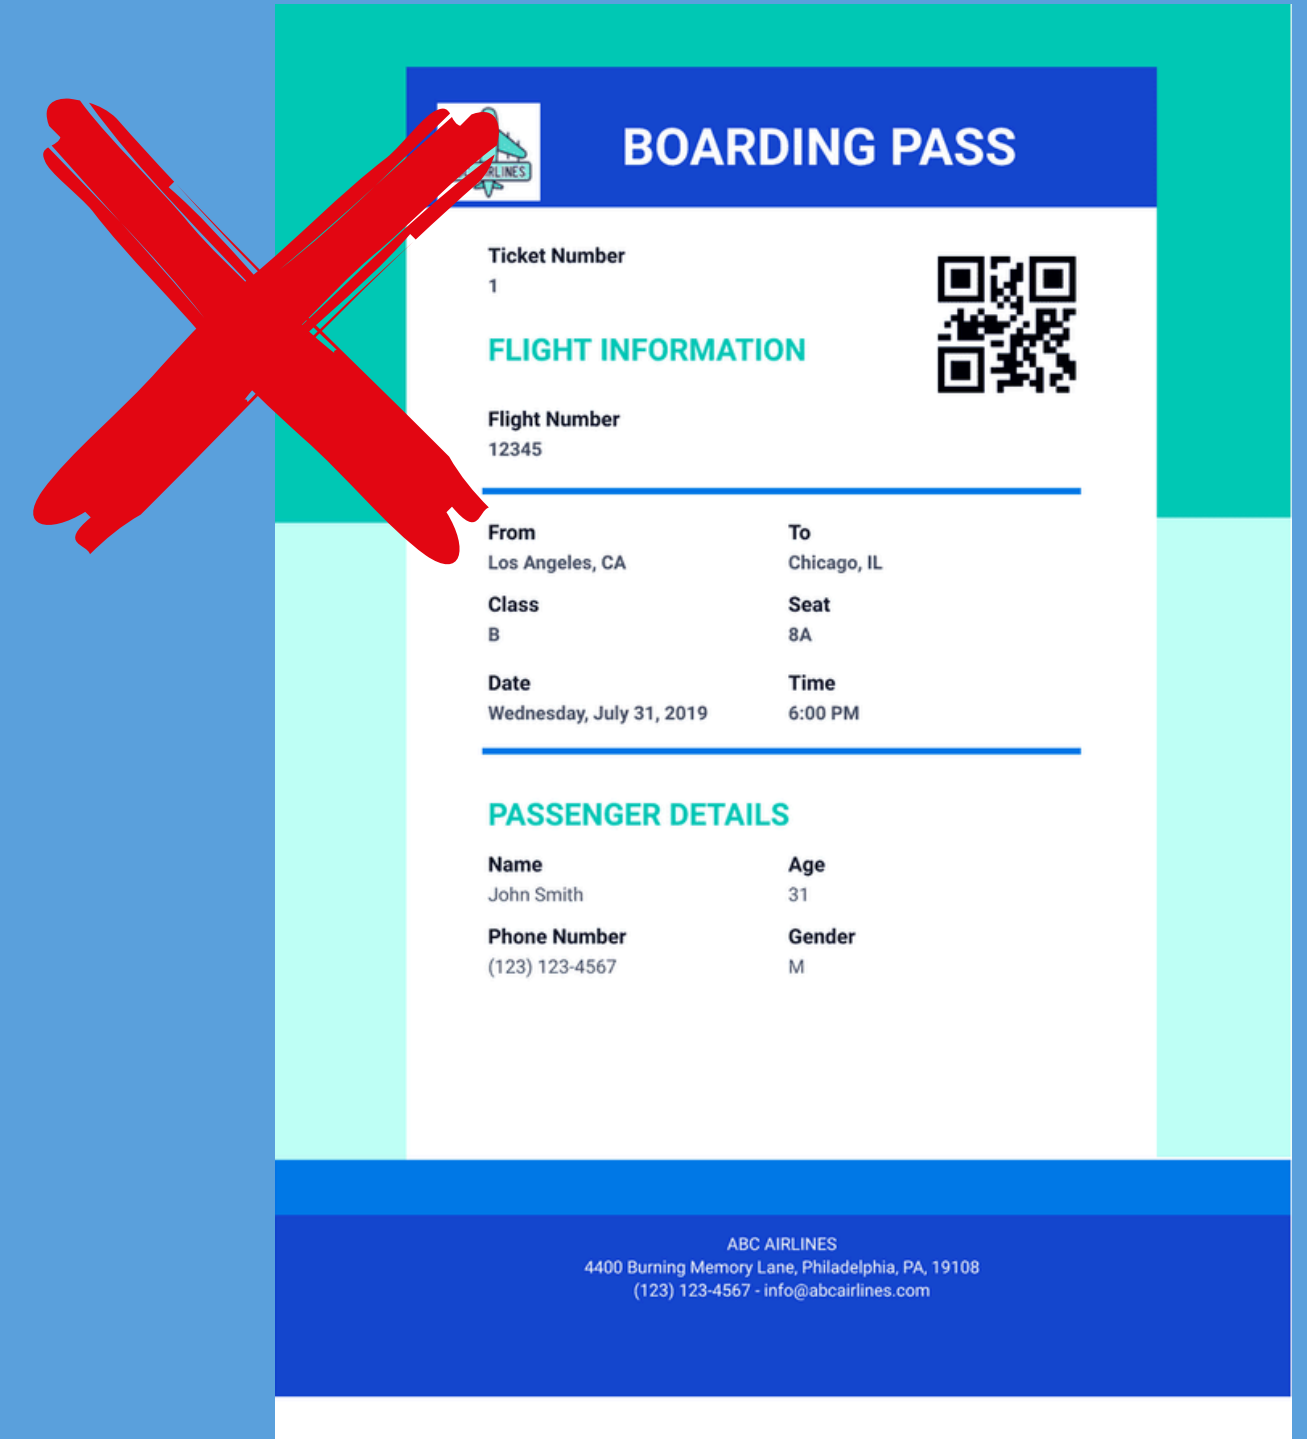 RLINES
BOARDING PASS
Ticket Number
1
FLIGHT INFORMATION
Flight Number
12345
From To
Los Angeles, CA Chicago, IL
Class Seat
B 8A
Date Time
Wednesday, July 31, 2019 6:00 PM
PASSENGER DETAILS
Name Age
John Smith 31
Phone Number Gender
(123) 123-4567 M
ABC AIRLINES
4400 Burning Memory Lane, Philadelphia, PA, 19108
(123) 123-4567 - info@abcairlines.com